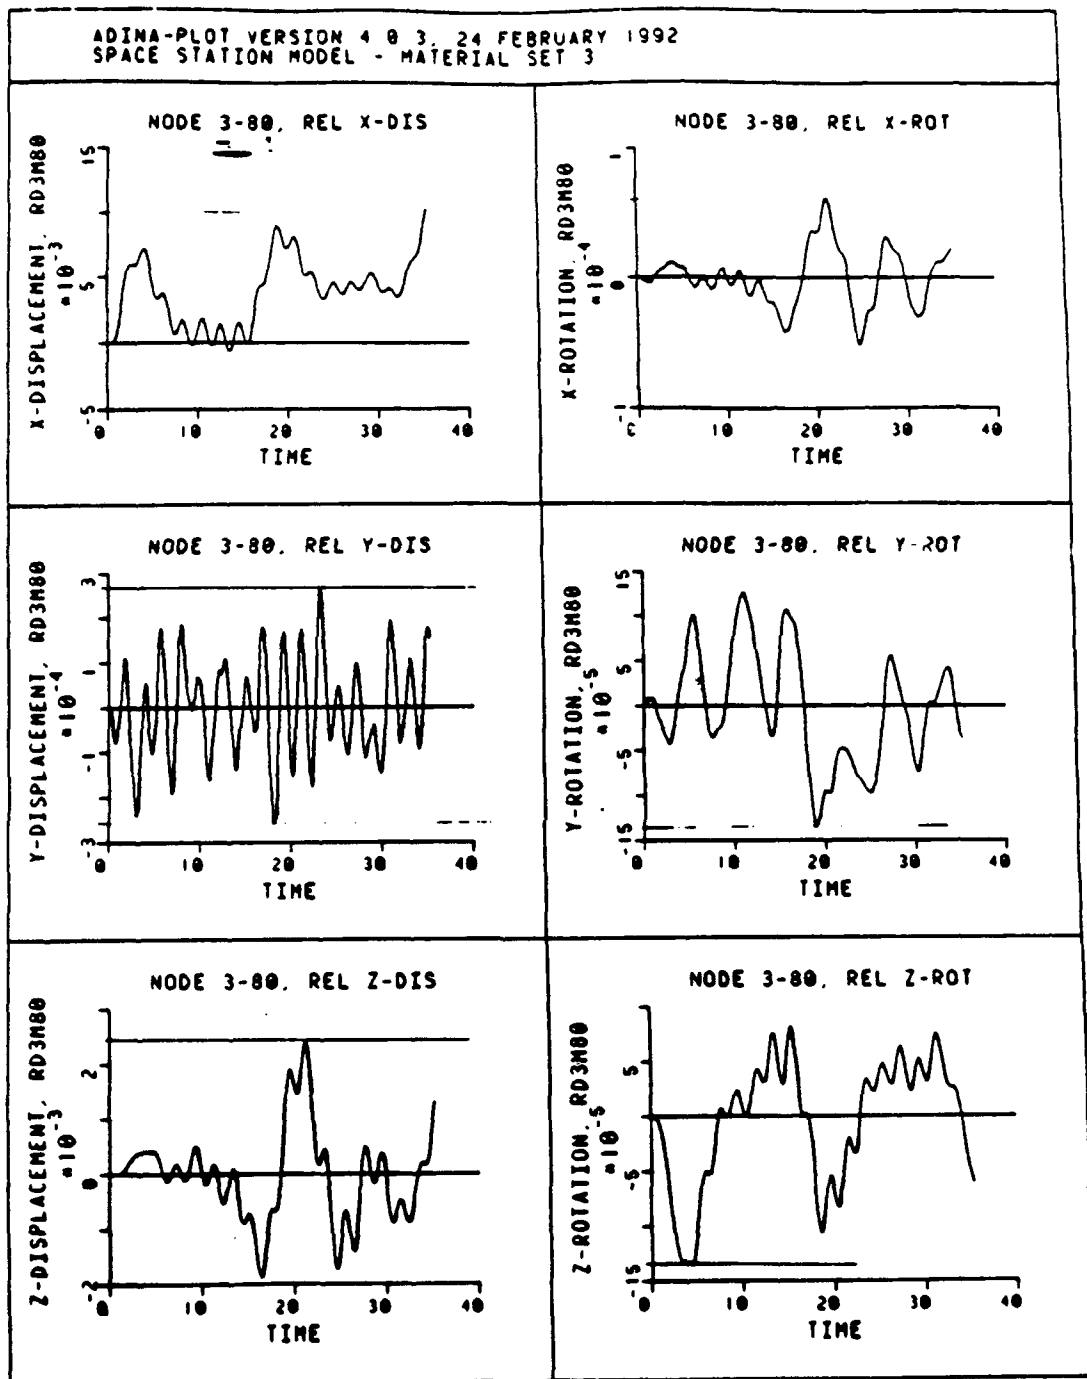 ADINA-PLOT VERSION 4.0.3, 24 FEBRUARY 1992
SPACE STATION MODEL - MATERIAL SET 3
NODE 3-80, REL X-DIS
X-DISPLACEMENT, RD3M80
*10^-3
15
5
-5
0 10 20 30 40
TIME
NODE 3-80, REL X-ROT
X-ROTATION, RD3M80
*10^-4
1
0
-1
10 20 30 40
TIME
NODE 3-80, REL Y-DIS
Y-DISPLACEMENT, RD3M80
*10^-4
3
1
-1
-3
0 10 20 30 40
TIME
NODE 3-80, REL Y-ROT
Y-ROTATION, RD3M80
*10^-5
15
5
-5
-15
0 10 20 30 40
TIME
NODE 3-80, REL Z-DIS
Z-DISPLACEMENT, RD3M80
*10^-3
2
0
-2
0 10 20 30 40
TIME
NODE 3-80, REL Z-ROT
Z-ROTATION, RD3M80
*10^-5
5
-5
-15
0 10 20 30 40
TIME